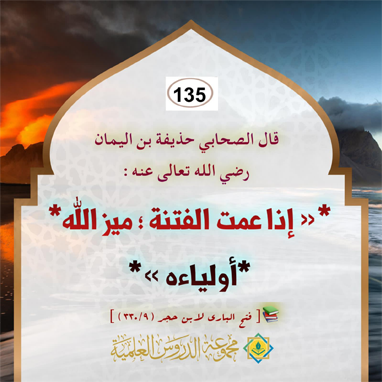 135
قال الصحابي حذيفة بن اليمان
رضي الله تعالى عنه :
*« إذا عمت الفتنة ؛ ميز الله
أولياءه »*
[ فتح البارى لابن حجر (٣٣٠/٩) ]
مجموعة الدروس العلمية